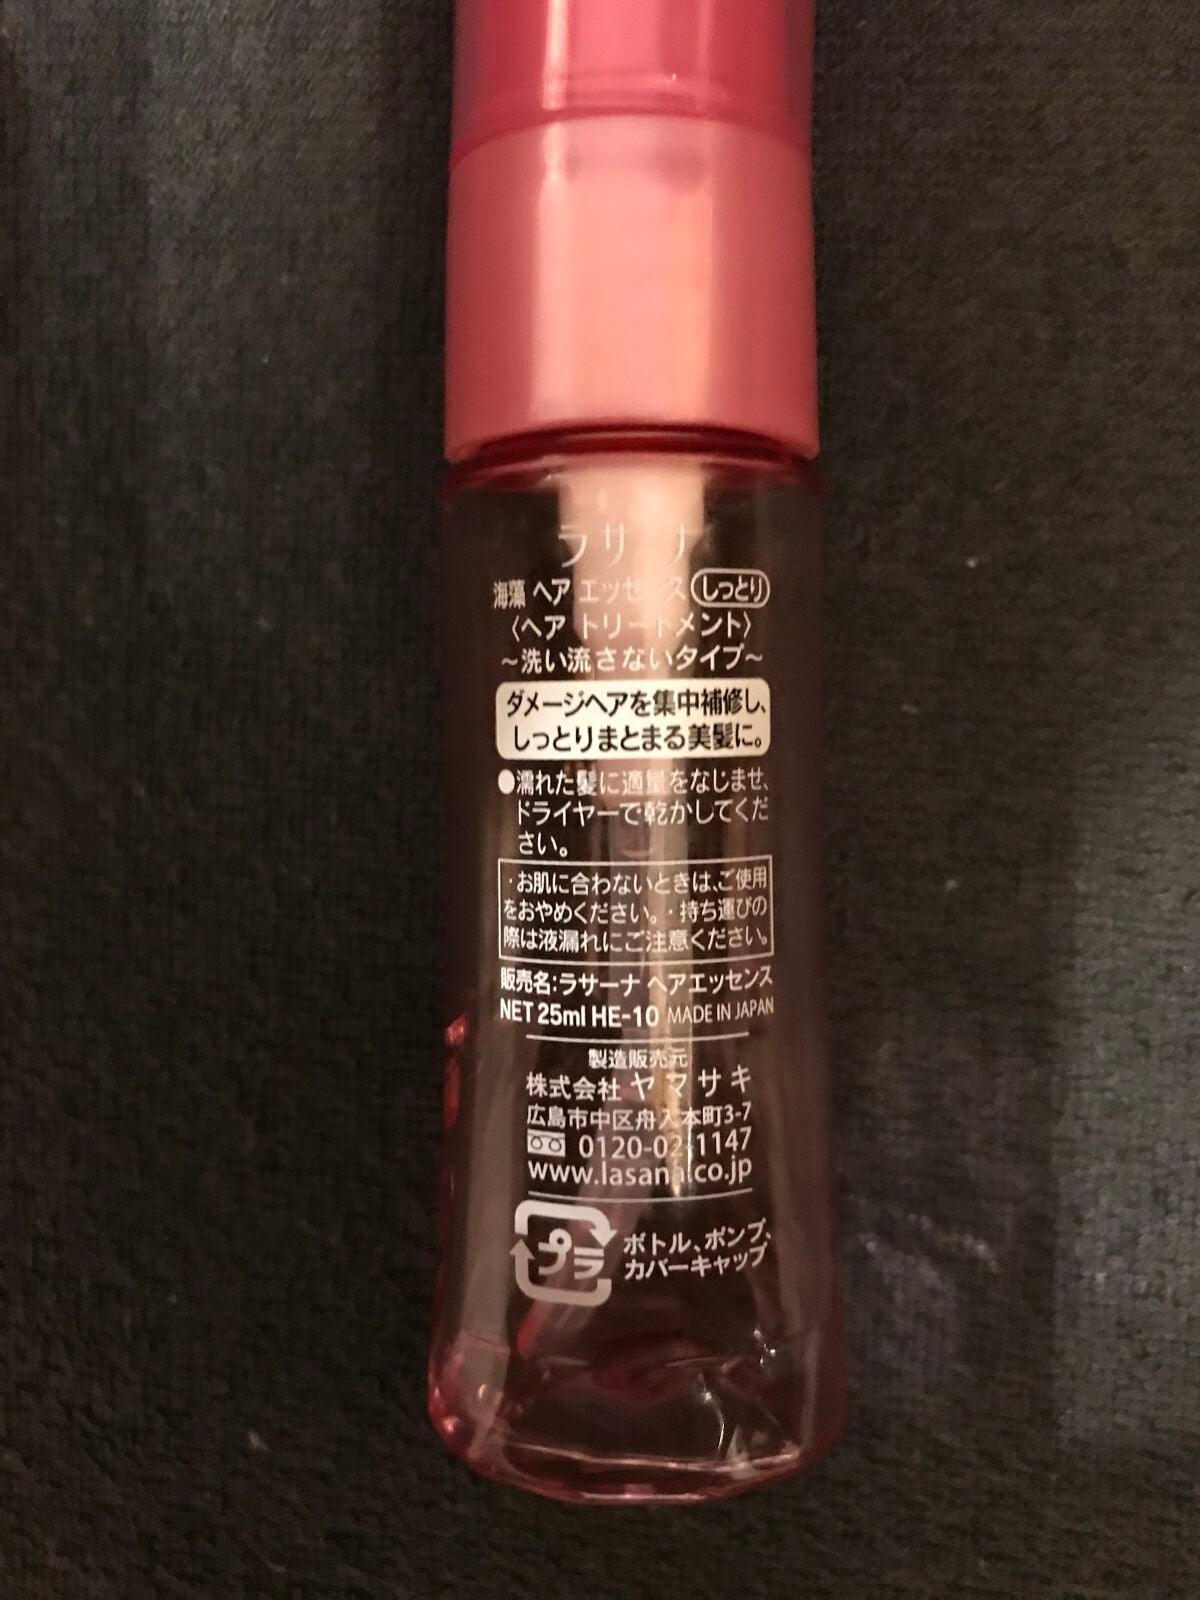 ラサーナ
海藻 ヘア エッセンス しっとり
〈ヘア トリートメント〉
~洗い流さないタイプ~
ダメージヘアを集中補修し、
しっとりまとまる美髪に。
●濡れた髪に適量をなじませ、
ドライヤーで乾かしてくだ
さい。
・お肌に合わないときは、ご使用
をおやめください。・持ち運びの
際は液漏れにご注意ください。
販売名:ラサーナ ヘアエッセンス
NET 25ml HE-10 MADE IN JAPAN
製造販売元
株式会社 ヤマサキ
広島市中区舟入本町3-7
0120-02-1147
www.lasana.co.jp
プラ
ボトル、ポンプ、
カバーキャップ